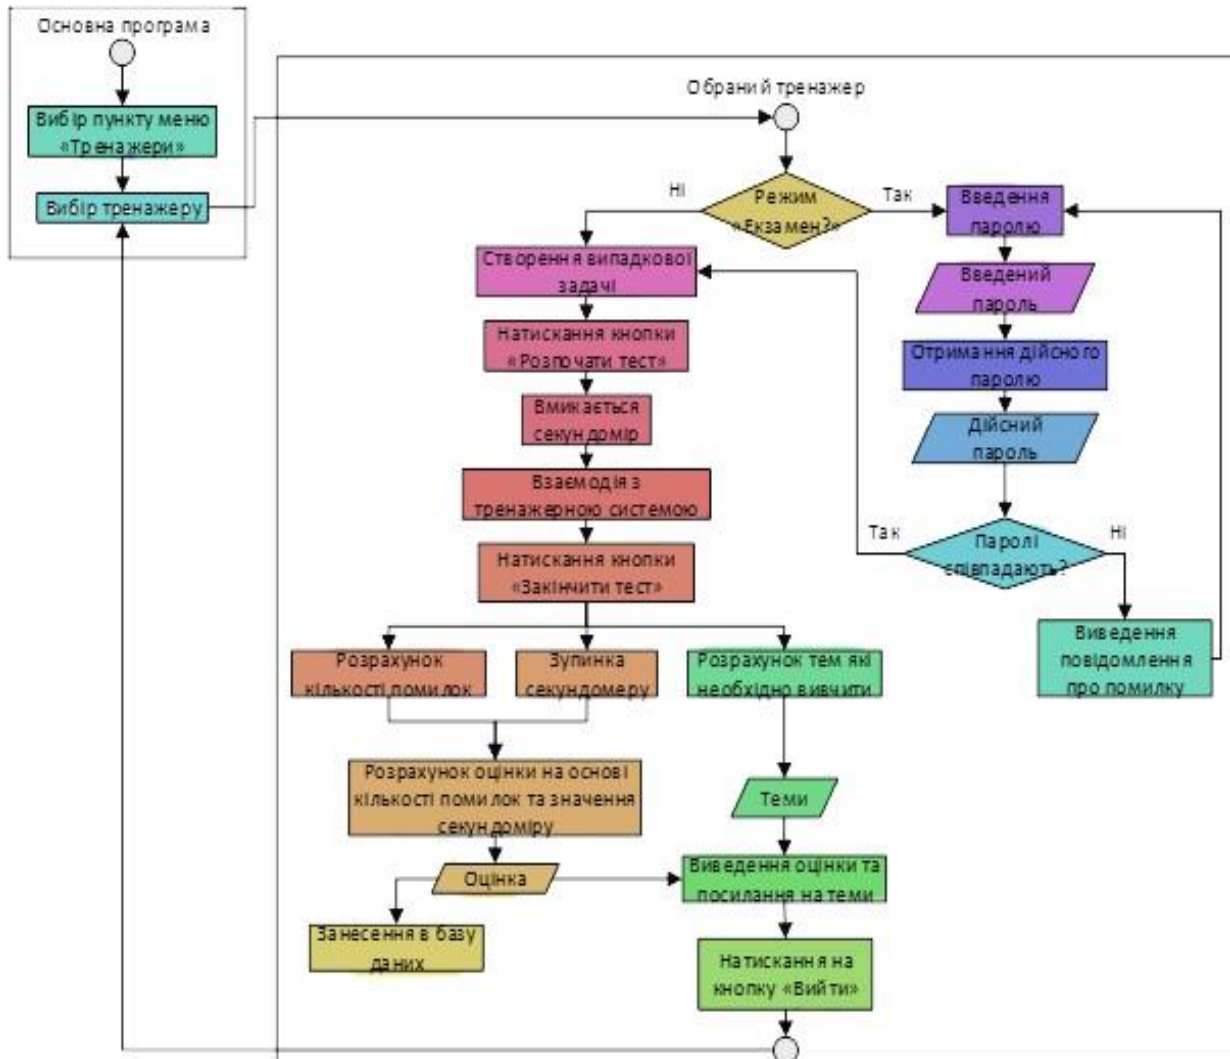 Основна програма
Вибір пункту меню
«Тренажери»
Вибір тренажеру
Обраний тренажер
Ні
Режим
«Екзамен?»
Так
Введення
паролю
Створення випадкової
задачі
Введений
пароль
Натискання кнопки
«Розпочати тест»
Отримання дійсного
паролю
Вмикається
секундомір
Дійсний
пароль
Взаємодія з
тренажерною системою
Так
Паролі
співпадають?
Ні
Натискання кнопки
«Закінчити тест»
Виведення
повідомлення
про помилку
Розрахунок
кількості помилок
Зупинка
секундомеру
Розрахунок тем які
необхідно вивчити
Розрахунок оцінки на основі
кількості помилок та значення
секундоміру
Теми
Оцінка
Виведення оцінки та
посилання на теми
Занесення в базу
даних
Натискання на
кнопку «Вийти»